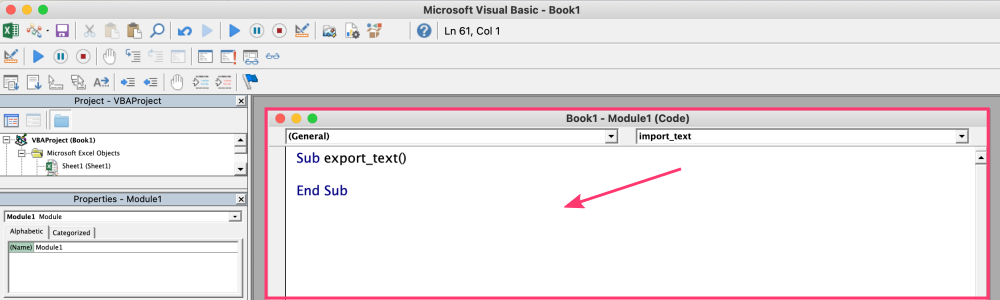 Microsoft Visual Basic - Book1
Ln 61, Col 1
Project - VBAProject
VBAProject (Book1)
Microsoft Excel Objects
Sheet1 (Sheet1)
Properties - Module1
Module1 Module
Alphabetic Categorized
(Name) Module1
Book1 - Module1 (Code)
(General) import_text
Sub export_text()
End Sub